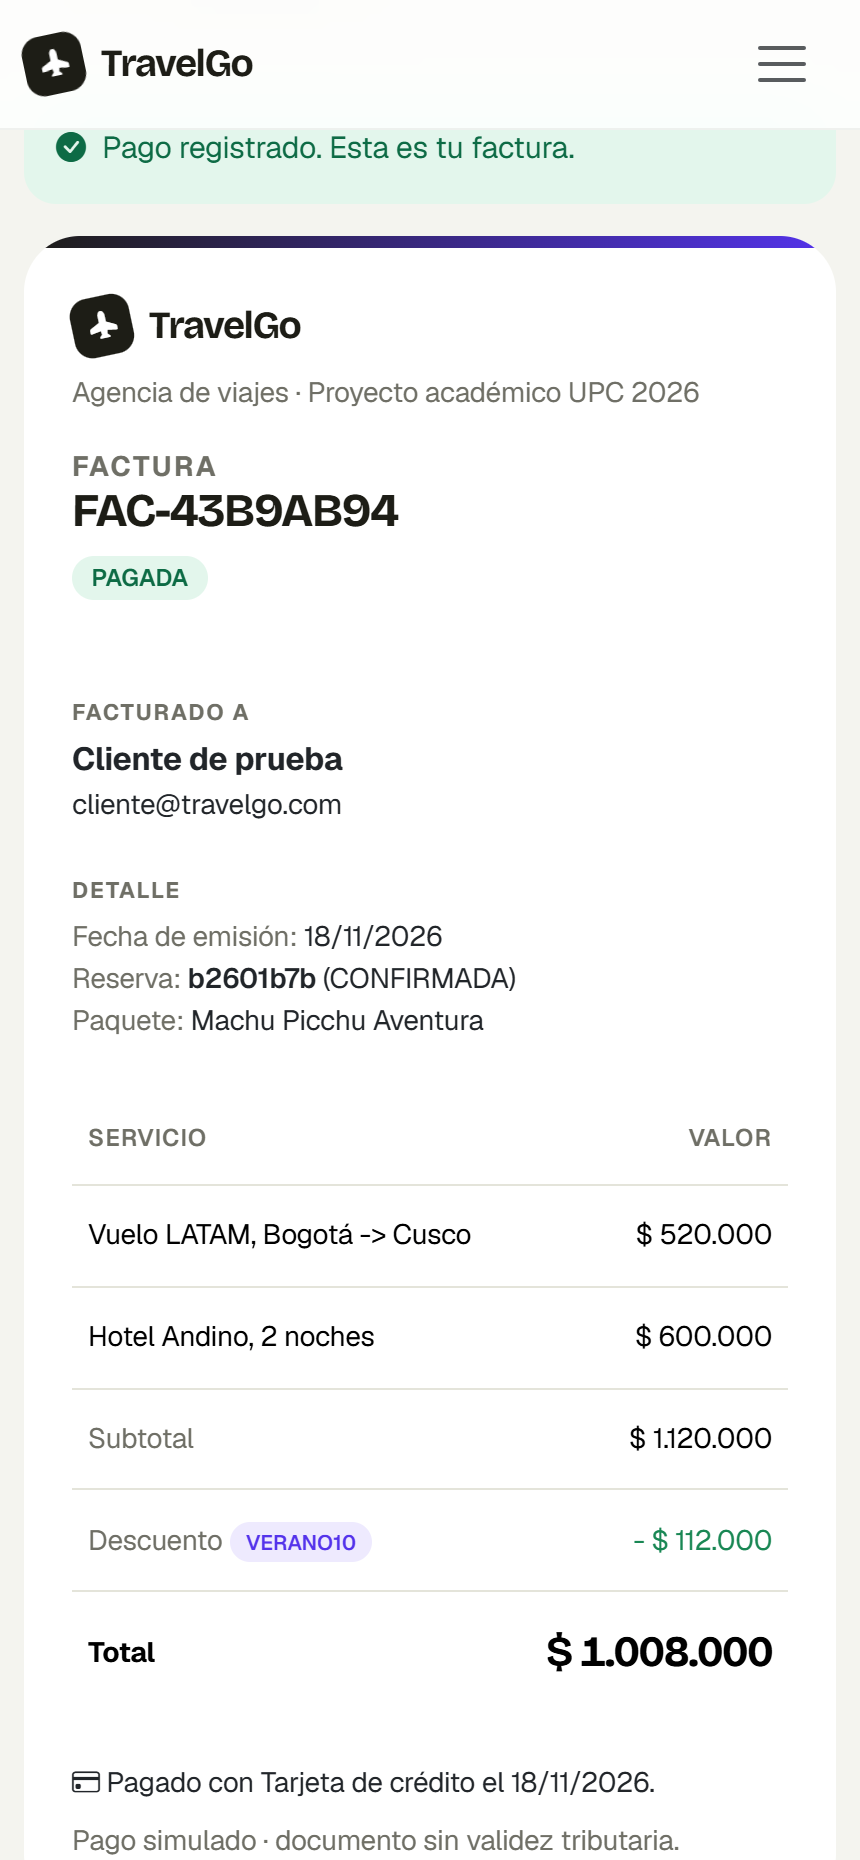 TravelGo
Pago registrado. Esta es tu factura.
TravelGo
Agencia de viajes · Proyecto académico UPC 2026
FACTURA
FAC-43B9AB94
PAGADA
FACTURADO A
Cliente de prueba
cliente@travelgo.com
DETALLE
Fecha de emisión: 18/11/2026
Reserva: b2601b7b (CONFIRMADA)
Paquete: Machu Picchu Aventura
SERVICIO VALOR
Vuelo LATAM, Bogotá -> Cusco $ 520.000
Hotel Andino, 2 noches $ 600.000
Subtotal $ 1.120.000
Descuento VERANO10 - $ 112.000
Total $ 1.008.000
Pagado con Tarjeta de crédito el 18/11/2026.
Pago simulado · documento sin validez tributaria.